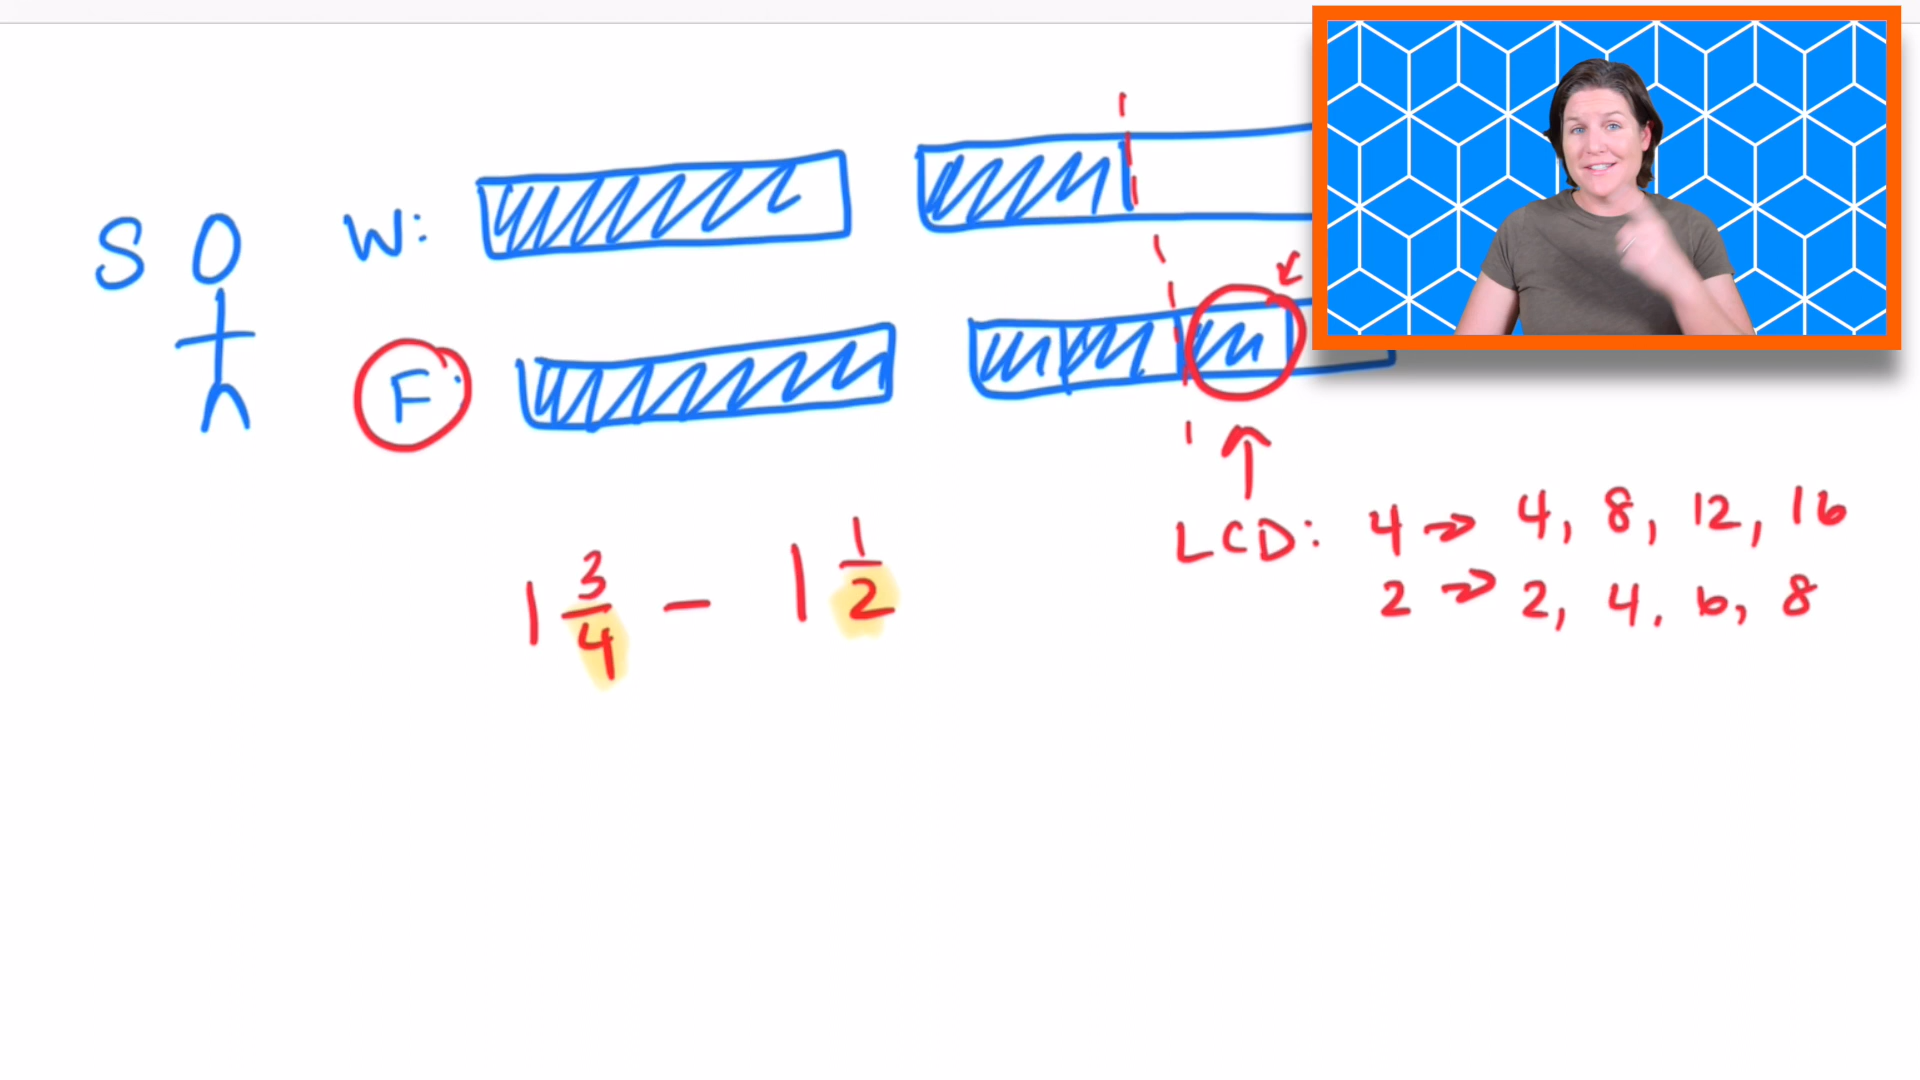 S W:
F:
1 3/4 - 1 1/2
LCD: 4 → 4, 8, 12, 16
2 → 2, 4, 6, 8